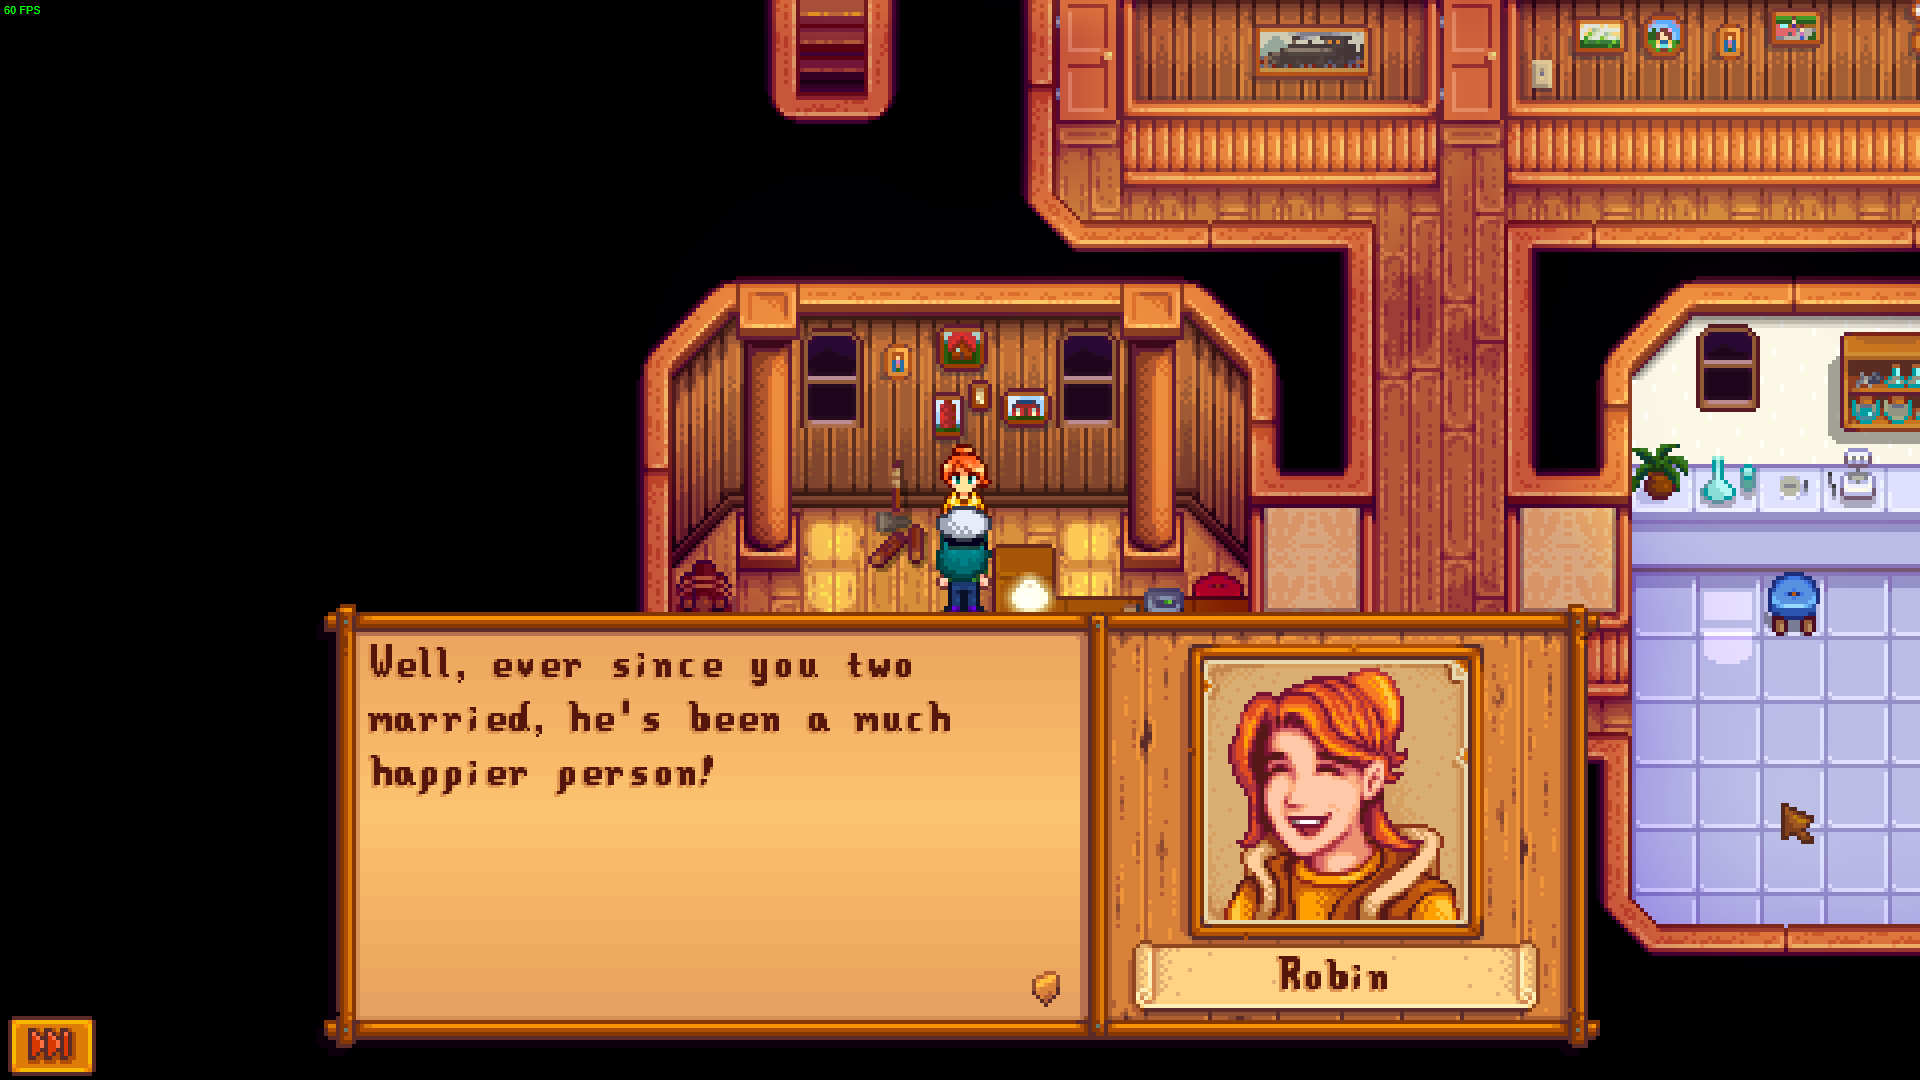 60 FPS
Well, ever since you two
married, he's been a much
happier person!
Robin